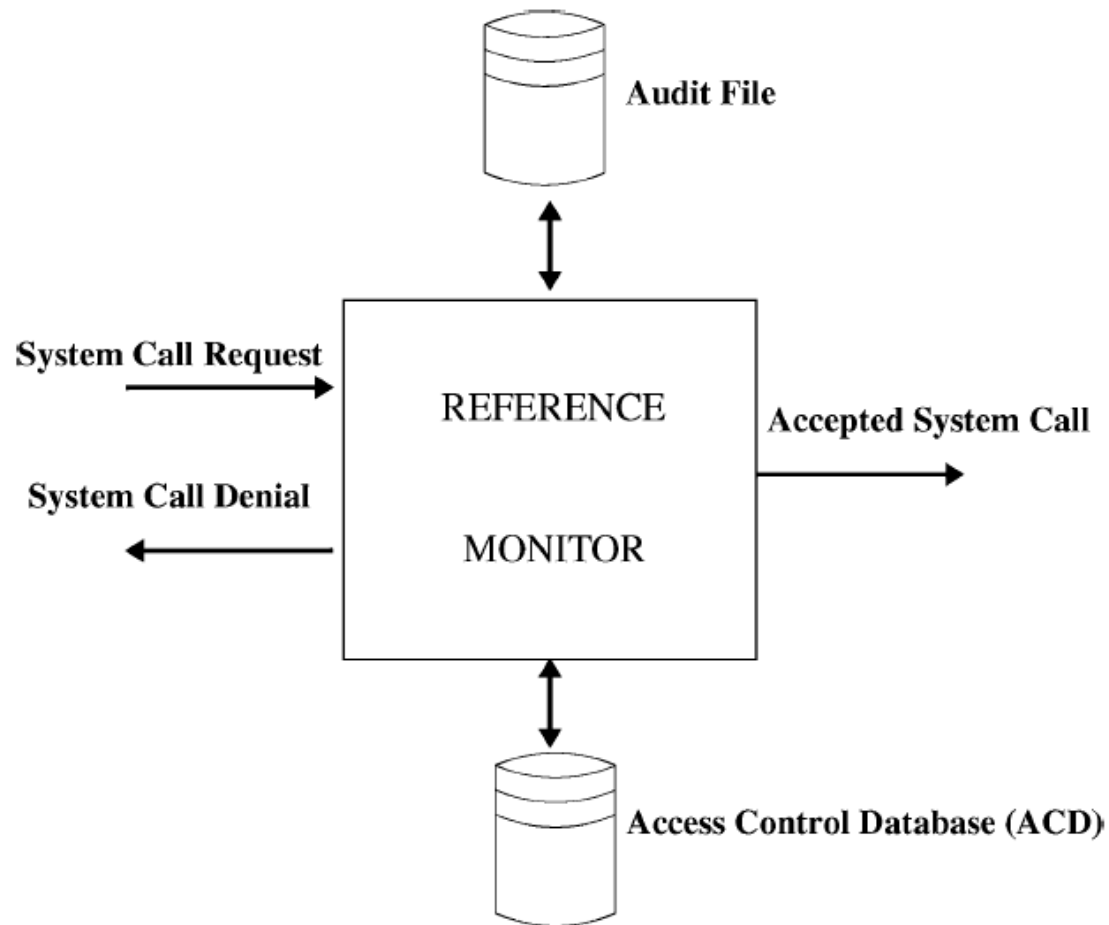 Audit File
System Call Request
REFERENCE
Accepted System Call
System Call Denial
MONITOR
Access Control Database (ACD)